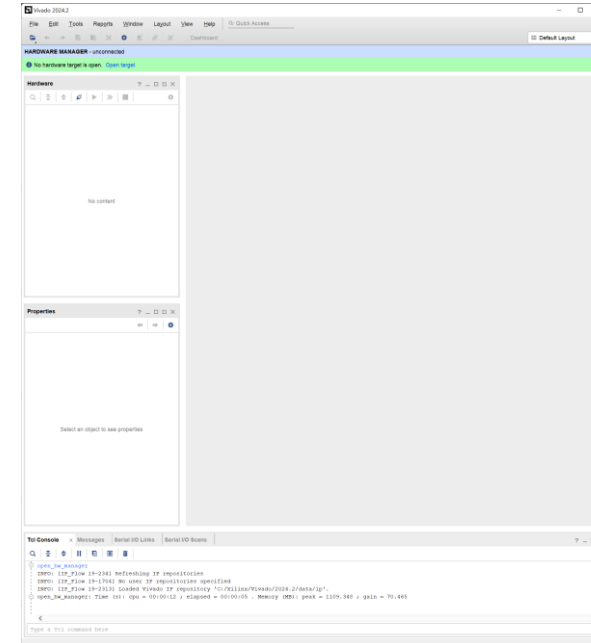 Vivado 2024.2
File Edit Tools Reports Window Layout View Help Quick Access
Dashboard
Default Layout
HARDWARE MANAGER - unconnected
No hardware target is open. Open target
Hardware
No content
Properties
Select an object to see properties
Tcl Console Messages Serial I/O Links Serial I/O Scans
open_hw_manager
INFO: [IP_Flow 19-234] Refreshing IP repositories
INFO: [IP_Flow 19-1704] No user IP repositories specified
INFO: [IP_Flow 19-2313] Loaded Vivado IP repository 'C:/Xilinx/Vivado/2024.2/data/ip'.
open_hw_manager: Time (s): cpu = 00:00:12 ; elapsed = 00:00:05 . Memory (MB): peak = 1109.348 ; gain = 70.465
Type a Tcl command here